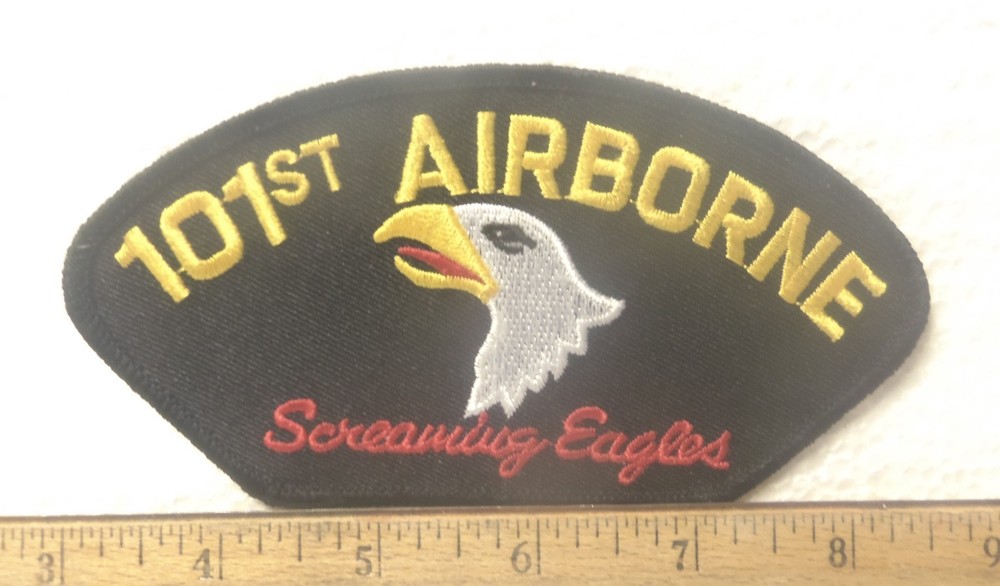 101ST AIRBORNE
Screaming Eagles
3 4 5 6 7 8 9